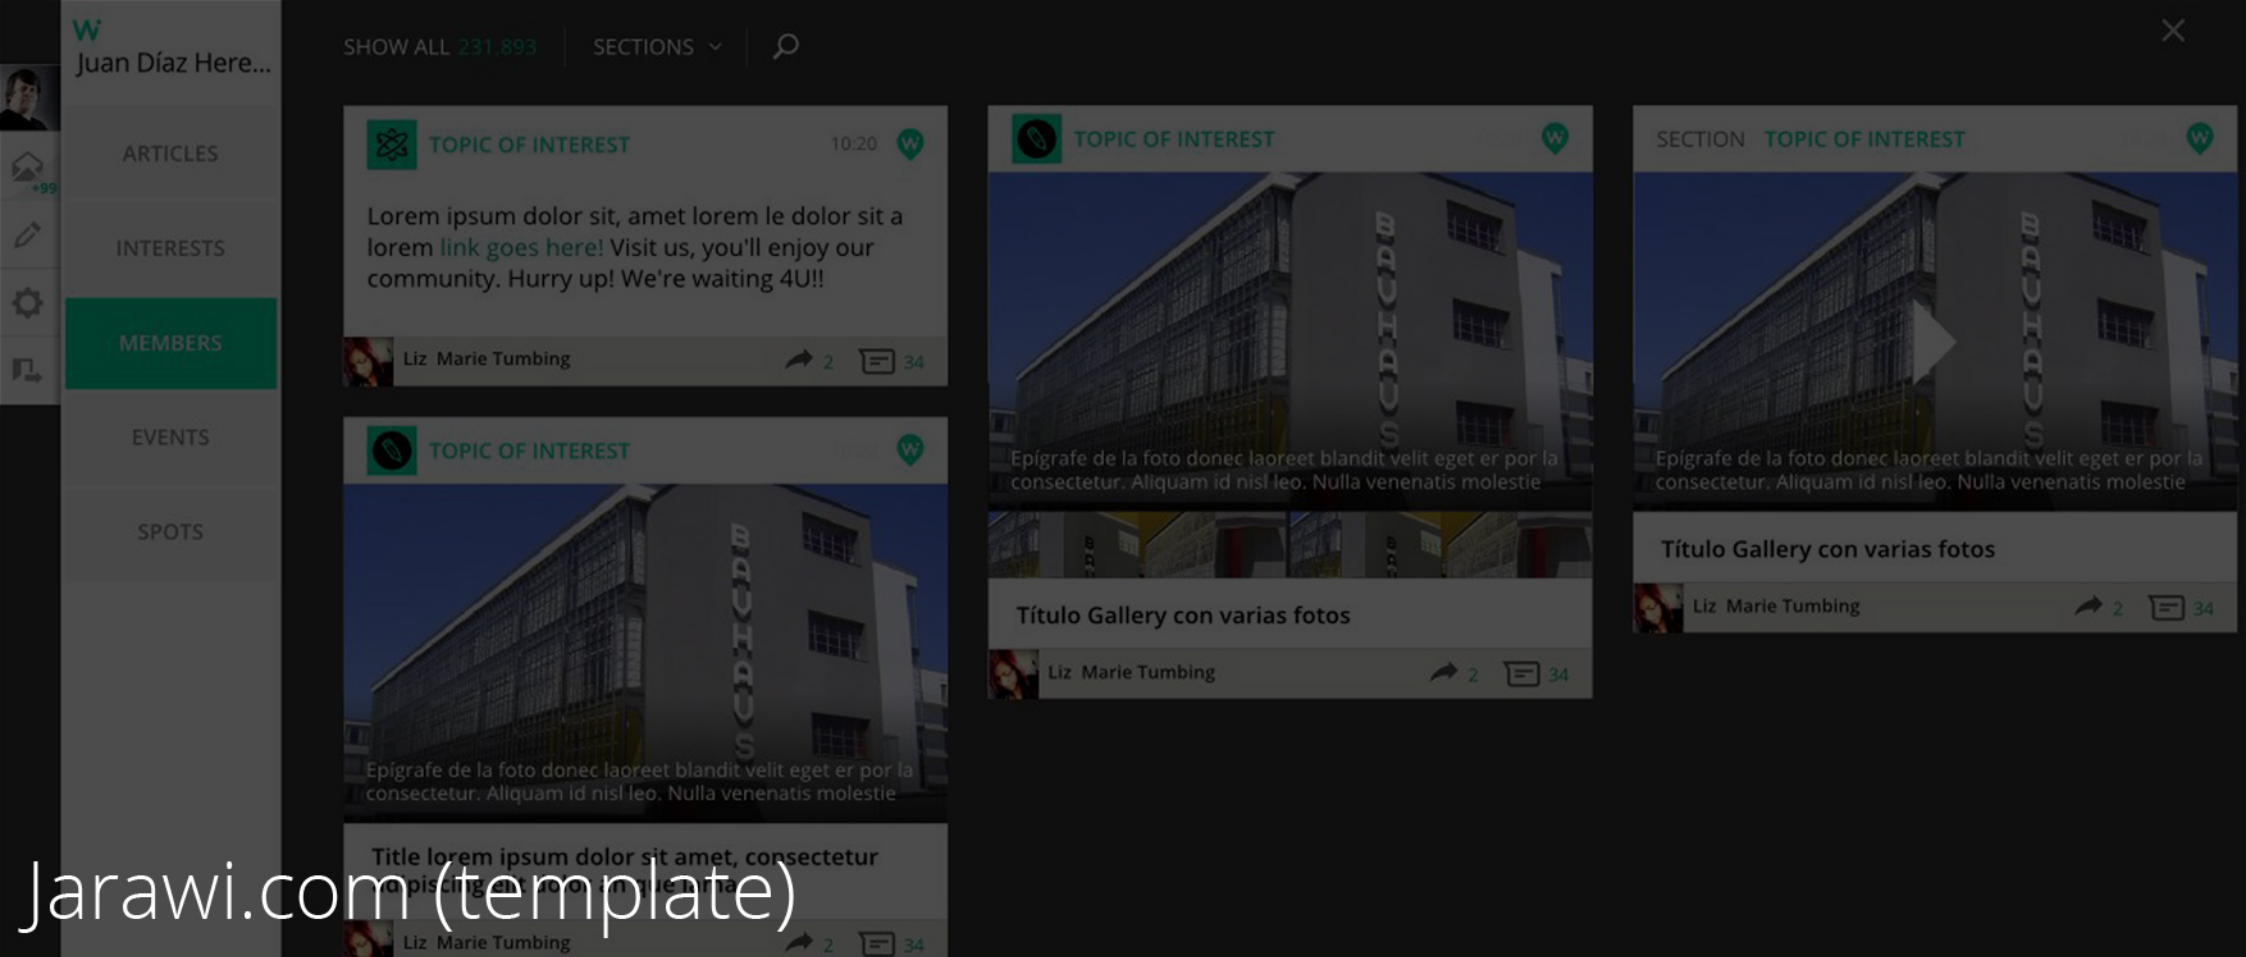 W
Juan Díaz Here...
+99
ARTICLES
INTERESTS
MEMBERS
EVENTS
SPOTS
SHOW ALL 231.893
SECTIONS
TOPIC OF INTEREST 10:20 W
Lorem ipsum dolor sit, amet lorem le dolor sit a
lorem link goes here! Visit us, you'll enjoy our
community. Hurry up! We're waiting 4U!!
Liz Marie Tumbing 2 34
TOPIC OF INTEREST W
BAUHAUS
Epígrafe de la foto donec laoreet blandit velit eget er por la
consectetur. Aliquam id nisl leo. Nulla venenatis molestie
Title lorem ipsum dolor sit amet, consectetur
adipiscing elit dolor an que lama
Liz Marie Tumbing 2 34
TOPIC OF INTEREST W
BAUHAUS
Epígrafe de la foto donec laoreet blandit velit eget er por la
consectetur. Aliquam id nisl leo. Nulla venenatis molestie
Título Gallery con varias fotos
Liz Marie Tumbing 2 34
SECTION TOPIC OF INTEREST W
BAUHAUS
Epígrafe de la foto donec laoreet blandit velit eget er por la
consectetur. Aliquam id nisl leo. Nulla venenatis molestie
Título Gallery con varias fotos
Liz Marie Tumbing 2 34
Jarawi.com (template)